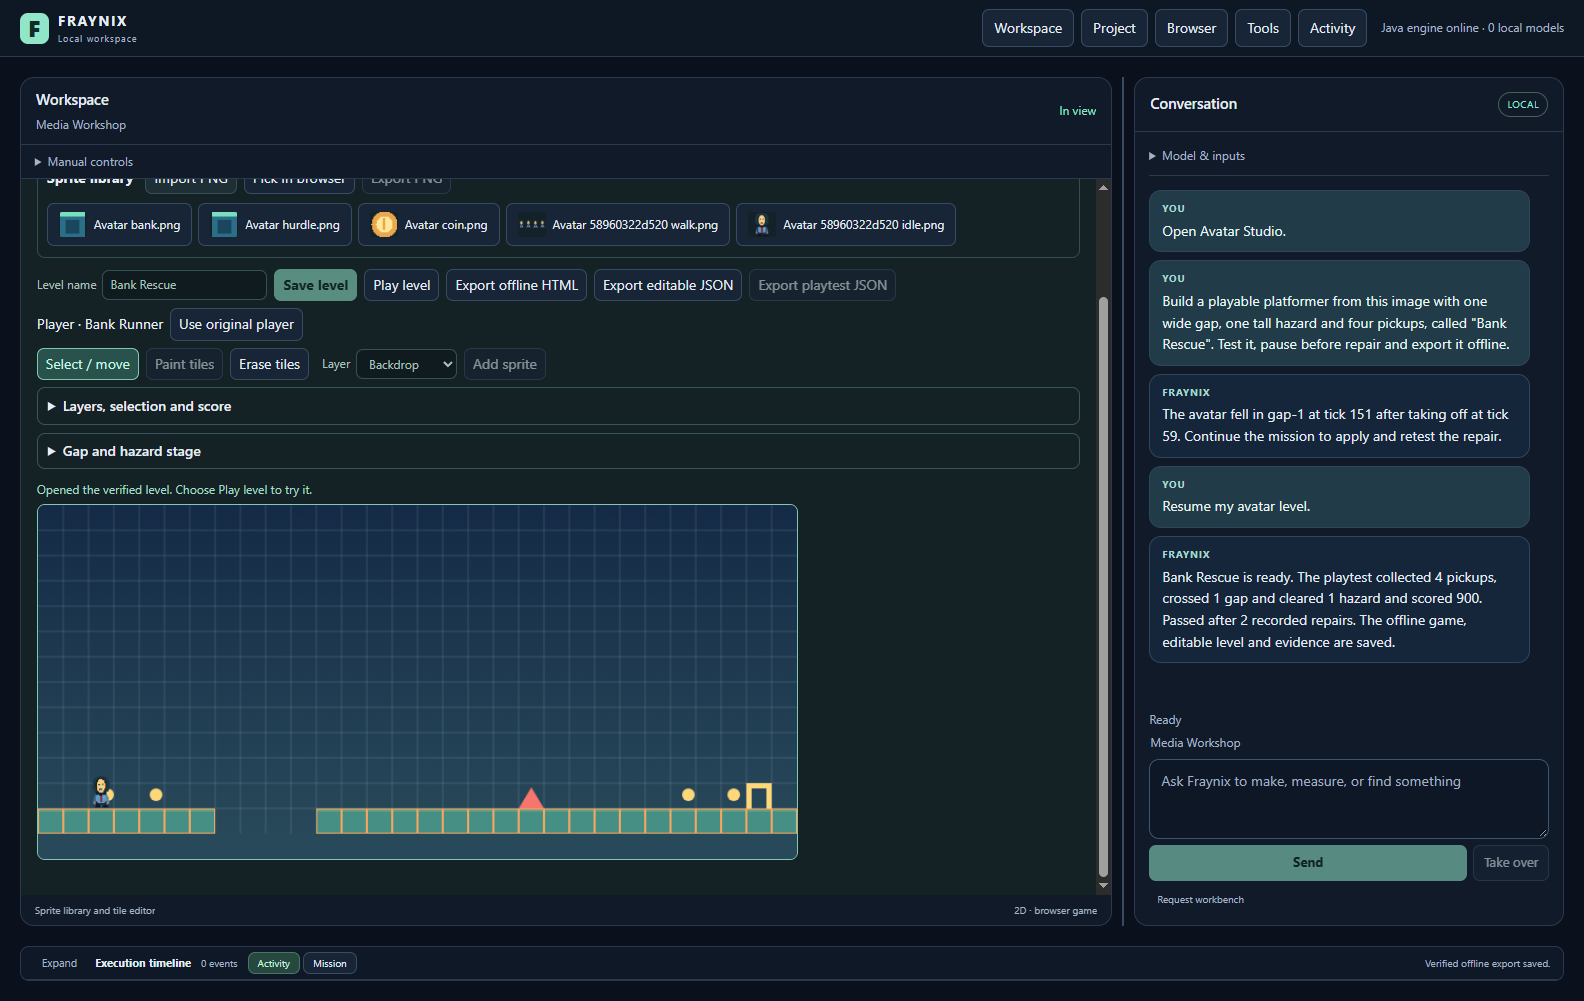 F
FRAYNIX
Local workspace
Workspace
Project
Browser
Tools
Activity
Java engine online · 0 local models
Workspace
Media Workshop
In view
Manual controls
Sprite library
Import PNG
Pick in browser
Export PNG
Avatar bank.png
Avatar hurdle.png
Avatar coin.png
Avatar 58960322d520 walk.png
Avatar 58960322d520 idle.png
Level name
Bank Rescue
Save level
Play level
Export offline HTML
Export editable JSON
Export playtest JSON
Player · Bank Runner
Use original player
Select / move
Paint tiles
Erase tiles
Layer
Backdrop
Add sprite
Layers, selection and score
Gap and hazard stage
Opened the verified level. Choose Play level to try it.
Sprite library and tile editor
2D · browser game
Conversation
LOCAL
Model & inputs
YOU
Open Avatar Studio.
YOU
Build a playable platformer from this image with one
wide gap, one tall hazard and four pickups, called "Bank
Rescue". Test it, pause before repair and export it offline.
FRAYNIX
The avatar fell in gap-1 at tick 151 after taking off at tick
59. Continue the mission to apply and retest the repair.
YOU
Resume my avatar level.
FRAYNIX
Bank Rescue is ready. The playtest collected 4 pickups,
crossed 1 gap and cleared 1 hazard and scored 900.
Passed after 2 recorded repairs. The offline game,
editable level and evidence are saved.
Ready
Media Workshop
Ask Fraynix to make, measure, or find something
Send
Take over
Request workbench
Expand
Execution timeline
0 events
Activity
Mission
Verified offline export saved.